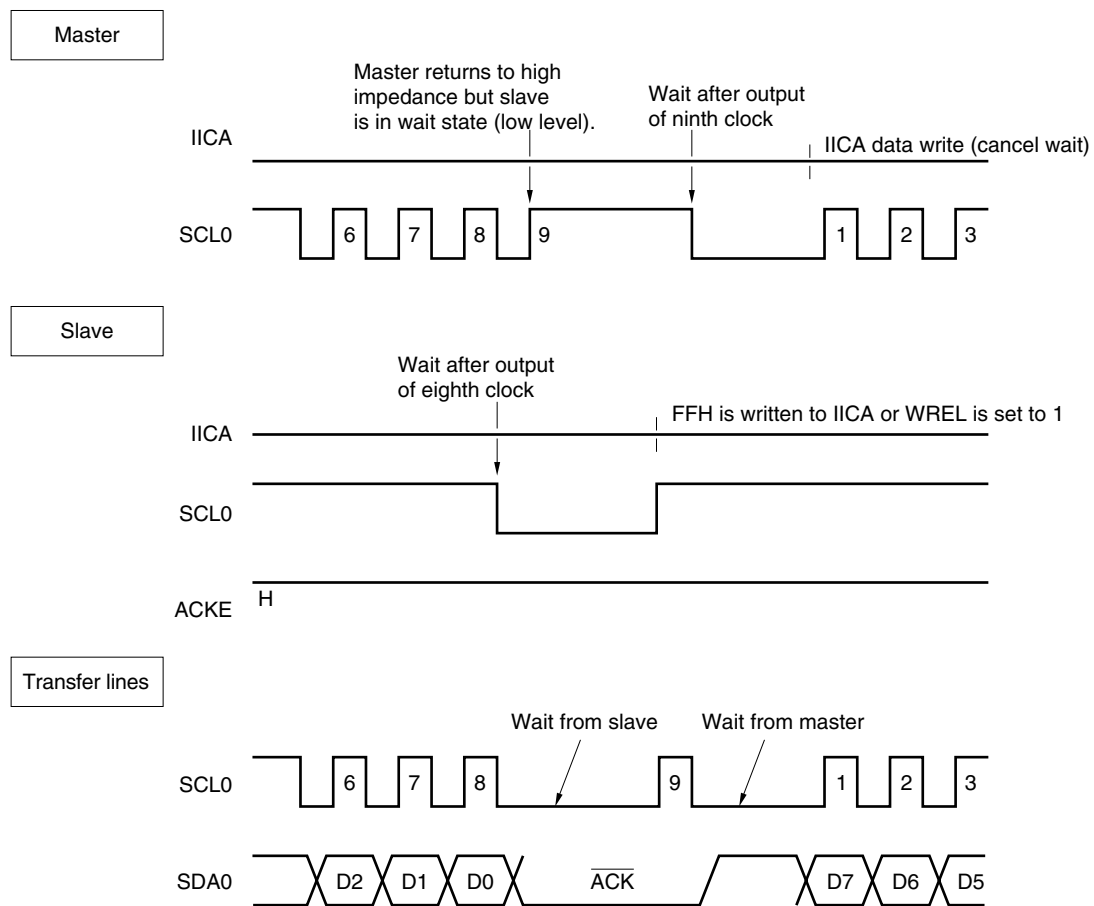 Master
Master returns to high
impedance but slave
is in wait state (low level).
Wait after output
of ninth clock
IICA
IICA data write (cancel wait)
SCL0
6 7 8 9 1 2 3
Slave
Wait after output
of eighth clock
FFH is written to IICA or WREL is set to 1
IICA
SCL0
H
ACKE
Transfer lines
Wait from slave
Wait from master
SCL0
6 7 8 9 1 2 3
SDA0
D2 D1 D0 ACK D7 D6 D5